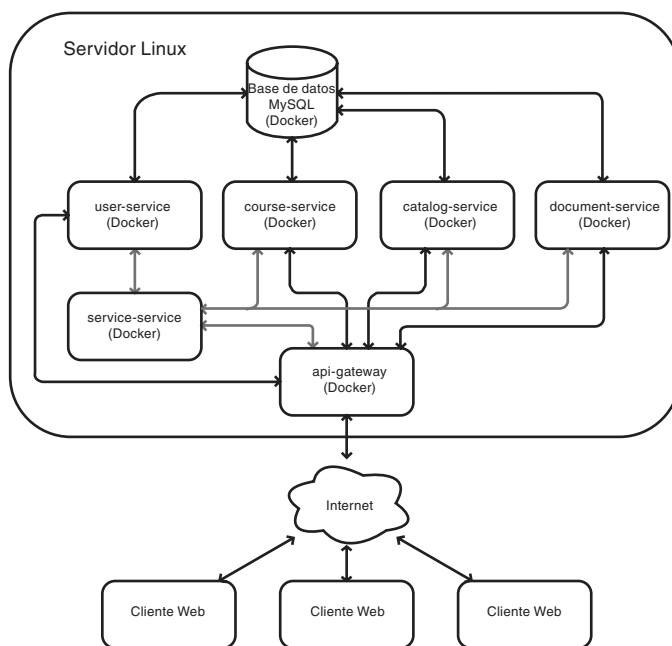 Servidor Linux
Base de datos
MySQL
(Docker)
user-service
(Docker)
course-service
(Docker)
catalog-service
(Docker)
document-service
(Docker)
service-service
(Docker)
api-gateway
(Docker)
Internet
Cliente Web
Cliente Web
Cliente Web